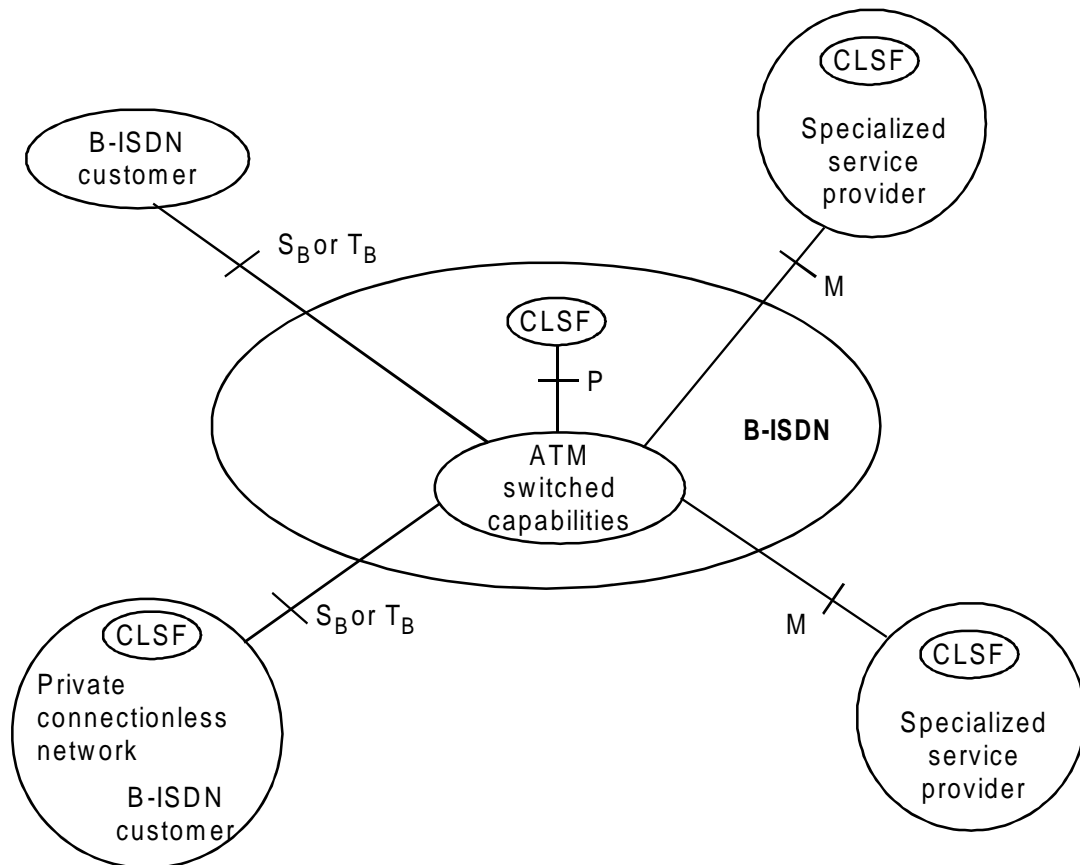 CLSF
Specialized
service
provider
B-ISDN
customer
S_B or T_B
M
CLSF
P
B-ISDN
ATM
switched
capabilities
S_B or T_B
M
CLSF
Private
connectionless
network
B-ISDN
customer
CLSF
Specialized
service
provider